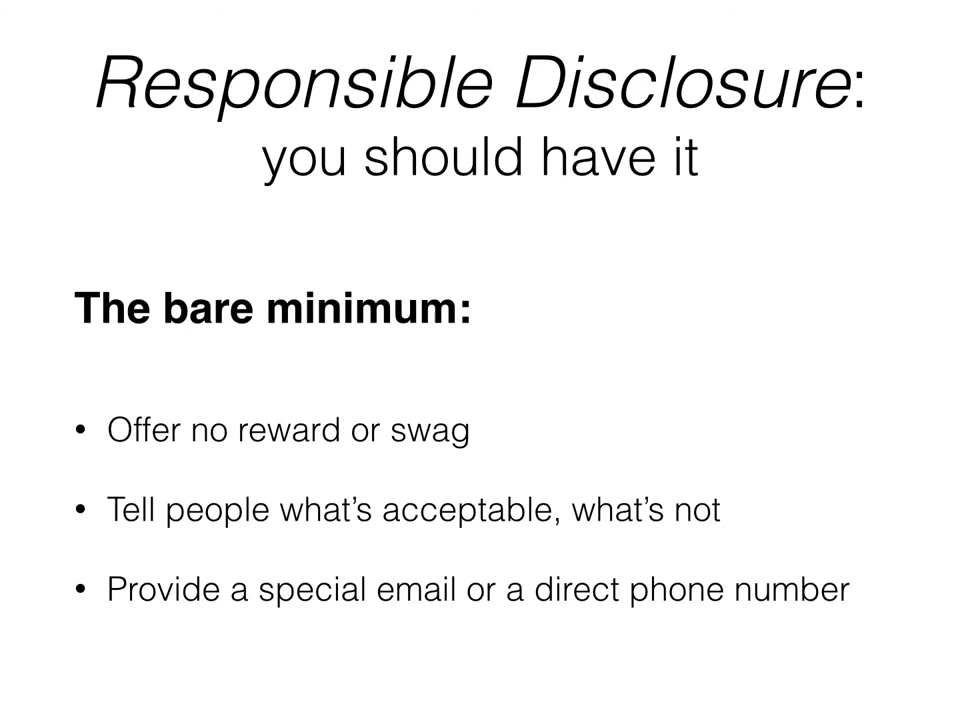 Responsible Disclosure:
you should have it
The bare minimum:
• Offer no reward or swag
• Tell people what’s acceptable, what’s not
• Provide a special email or a direct phone number